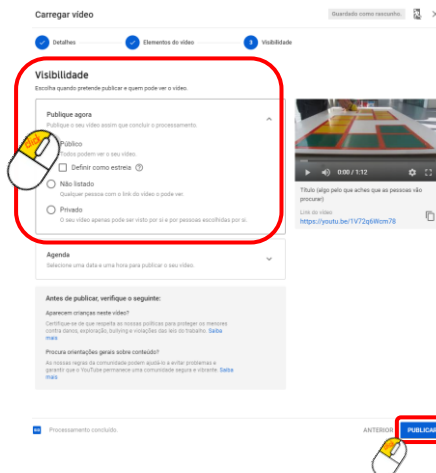 Carregar vídeo
Guardado como rascunho.
Detalhes
Elementos do vídeo
3 Visibilidade
Visibilidade
Escolha quando pretende publicar e quem pode ver o vídeo.
Publique agora
Publique o seu vídeo assim que concluir o processamento.
click
Público
Todos podem ver o seu vídeo.
Definir como estreia
Não listado
Qualquer pessoa com o link do vídeo o pode ver.
Privado
O seu vídeo apenas pode ser visto por si e por pessoas escolhidas por si.
0:00 / 1:12
Título (algo pelo que aches que as pessoas vão
procurar)
Link do vídeo
https://youtu.be/1V72q6Wcm78
Agenda
Selecione uma data e uma hora para publicar o seu vídeo.
Antes de publicar, verifique o seguinte:
Aparecem crianças neste vídeo?
Certifique-se de que respeita as nossas políticas para proteger os menores
contra danos, exploração, bullying e violações das leis do trabalho. Saiba
mais
Procura orientações gerais sobre conteúdo?
As nossas regras da comunidade podem ajudá-lo a evitar problemas e
garantir que o YouTube permanece uma comunidade segura e vibrante. Saiba
mais
Processamento concluído.
ANTERIOR
PUBLICAR